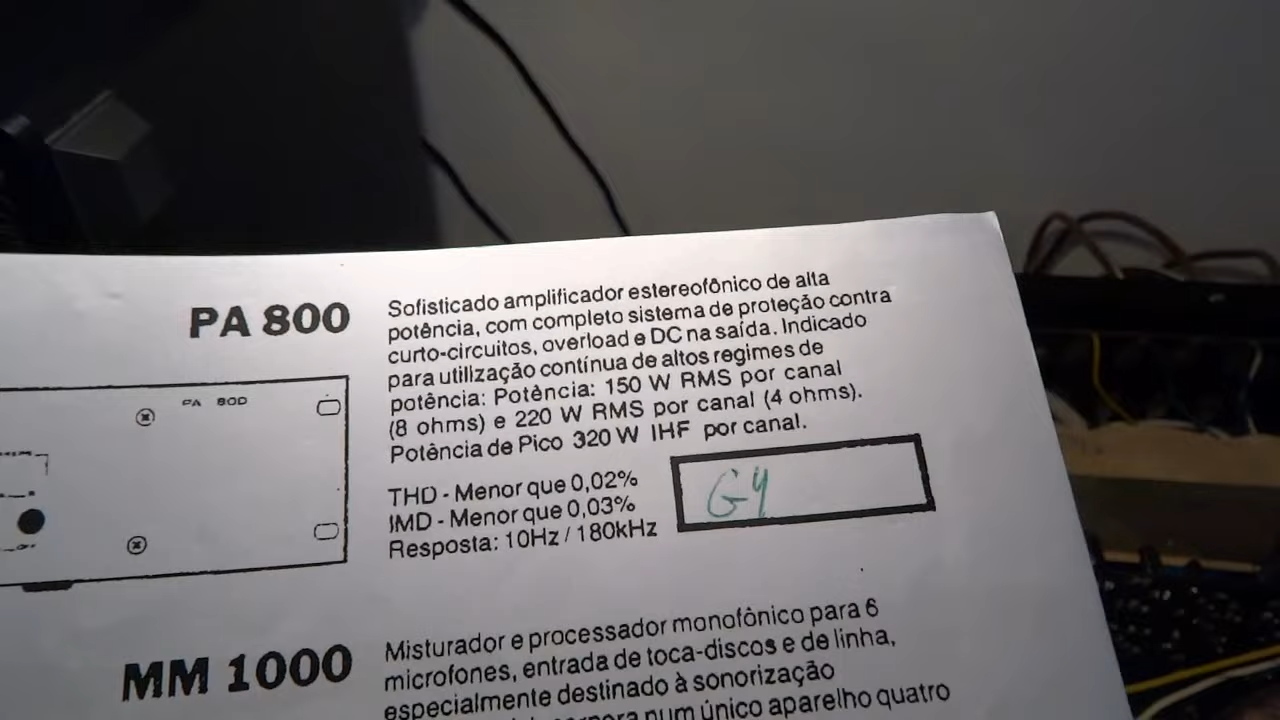 PA 800
Sofisticado amplificador estereofônico de alta
potência, com completo sistema de proteção contra
curto-circuitos, overload e DC na saída. Indicado
para utilização contínua de altos regimes de
potência: Potência: 150 W RMS por canal
(8 ohms) e 220 W RMS por canal (4 ohms).
Potência de Pico 320 W IHF por canal.
PA 800
THD - Menor que 0,02%
IMD - Menor que 0,03%
Resposta: 10Hz / 180kHz
G4
MM 1000
Misturador e processador monofônico para 6
microfones, entrada de toca-discos e de linha,
especialmente destinado à sonorização
num único aparelho quatro